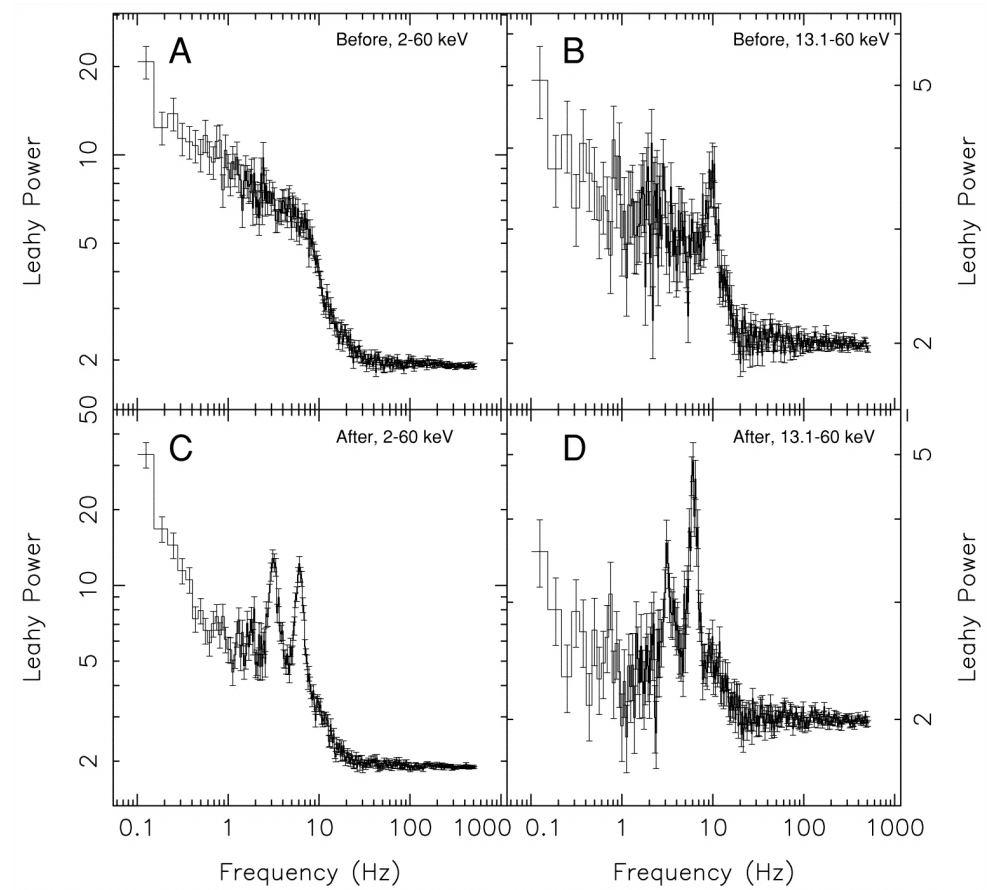 A
Before, 2-60 keV
B
Before, 13.1-60 keV
20
10
5
2
Leahy Power
5
2
Leahy Power
C
After, 2-60 keV
D
After, 13.1-60 keV
50
20
10
5
2
Leahy Power
5
2
Leahy Power
0.1 1 10 100 1000
0.1 1 10 100 1000
Frequency (Hz)
Frequency (Hz)